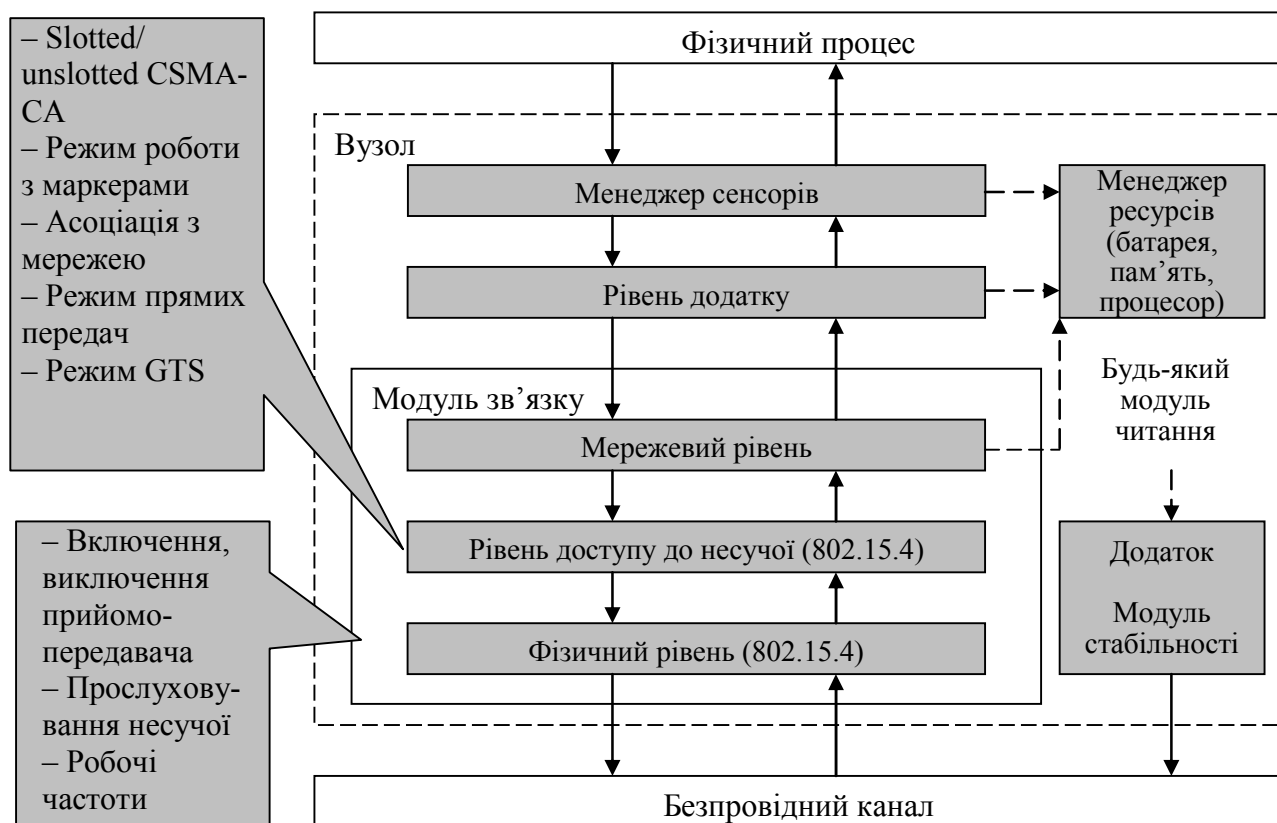 – Slotted/
unslotted CSMA-
CA
– Режим роботи
з маркерами
– Асоціація з
мережею
– Режим прямих
передач
– Режим GTS
– Включення,
виключення
прийомо-
передавача
– Прослухову-
вання несучої
– Робочі
частоти
Фізичний процес
Вузол
Менеджер сенсорів
Рівень додатку
Модуль зв’язку
Мережевий рівень
Рівень доступу до несучої (802.15.4)
Фізичний рівень (802.15.4)
Менеджер
ресурсів
(батарея,
пам’ять,
процесор)
Будь-який
модуль
читання
Додаток
Модуль
стабільності
Безпровідний канал